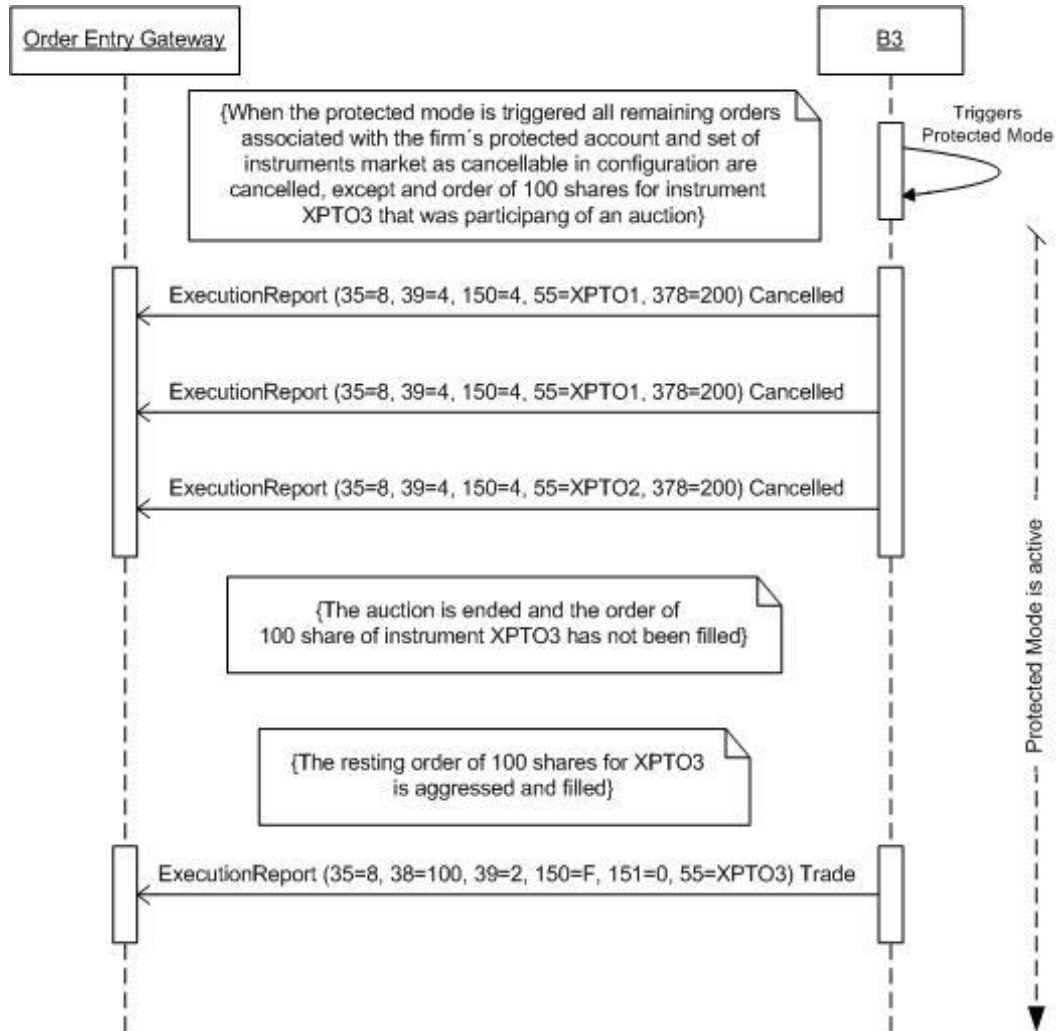 Order Entry Gateway
B3
{When the protected mode is triggered all remaining orders
associated with the firm´s protected account and set of
instruments market as cancellable in configuration are
cancelled, except and order of 100 shares for instrument
XPTO3 that was participang of an auction}
Triggers
Protected Mode
ExecutionReport (35=8, 39=4, 150=4, 55=XPTO1, 378=200) Cancelled
ExecutionReport (35=8, 39=4, 150=4, 55=XPTO1, 378=200) Cancelled
ExecutionReport (35=8, 39=4, 150=4, 55=XPTO2, 378=200) Cancelled
{The auction is ended and the order of
100 share of instrument XPTO3 has not been filled}
Protected Mode is active
{The resting order of 100 shares for XPTO3
is aggressed and filled}
ExecutionReport (35=8, 38=100, 39=2, 150=F, 151=0, 55=XPTO3) Trade